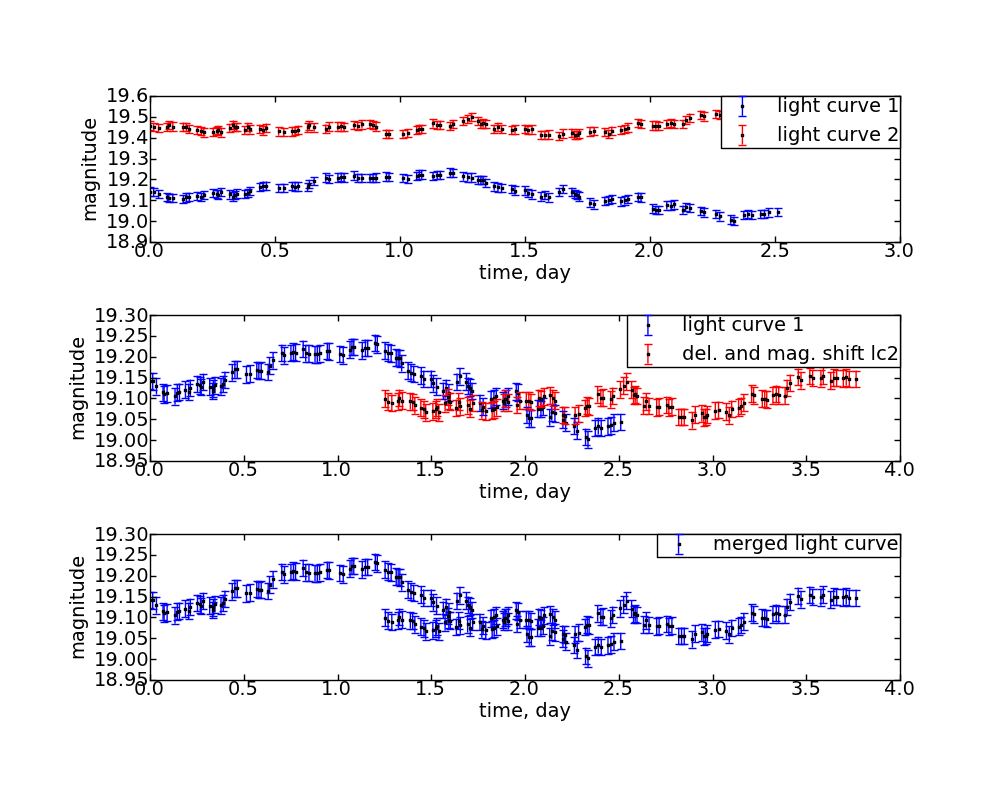 19.6
19.5
19.4
19.3
19.2
19.1
19.0
18.9
magnitude
light curve 1
light curve 2
0.0 0.5 1.0 1.5 2.0 2.5 3.0
time, day
19.30
19.25
19.20
19.15
19.10
19.05
19.00
18.95
magnitude
light curve 1
del. and mag. shift lc2
0.0 0.5 1.0 1.5 2.0 2.5 3.0 3.5 4.0
time, day
19.30
19.25
19.20
19.15
19.10
19.05
19.00
18.95
magnitude
merged light curve
0.0 0.5 1.0 1.5 2.0 2.5 3.0 3.5 4.0
time, day